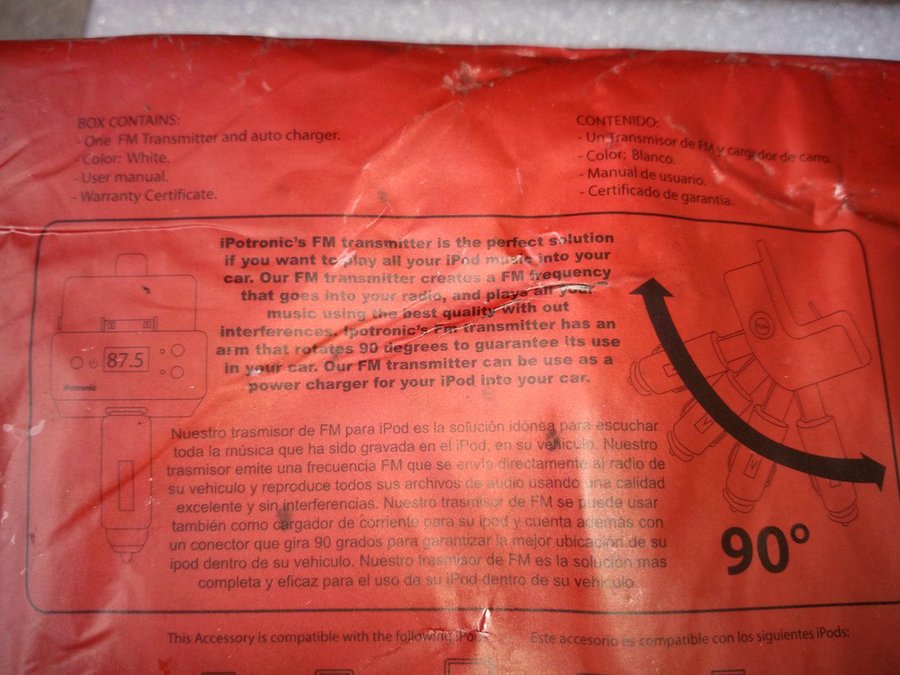 BOX CONTAINS:
- One FM Transmitter and auto charger.
- Color: White.
- User manual.
- Warranty Certificate.
CONTENIDO:
- Un Transmisor de FM y cargador de carro.
- Color: Blanco.
- Manual de usuario.
- Certificado de garantia.
iPotronic's FM transmitter is the perfect solution
if you want to play all your iPod music into your
car. Our FM transmitter creates a FM frequency
that goes into your radio, and plays all your
music using the best quality with out
interferences. Ipotronic's Fm transmitter has an
arm that rotates 90 degrees to guarantee its use
in your car. Our FM transmitter can be use as a
power charger for your iPod into your car.
87.5
iPotronic
Nuestro trasmisor de FM para iPod es la solución idonea para escuchar
toda la música que ha sido gravada en el iPod, en su vehiculo. Nuestro
trasmisor emite una frecuencia FM que se envia directamente al radio de
su vehiculo y reproduce todos sus archivos de audio usando una calidad
excelente y sin interferencias. Nuestro trasmisor de FM se puede usar
también como cargador de corriente para su ipod y cuenta además con
un conector que gira 90 grados para garantizar la mejor ubicación de su
ipod dentro de su vehiculo. Nuestro trasmisor de FM es la solución mas
completa y eficaz para el uso de su iPod dentro de su vehiculo
90°
This Accessory is compatible with the following iPods:
Este accesorio es compatible con los siguientes iPods: